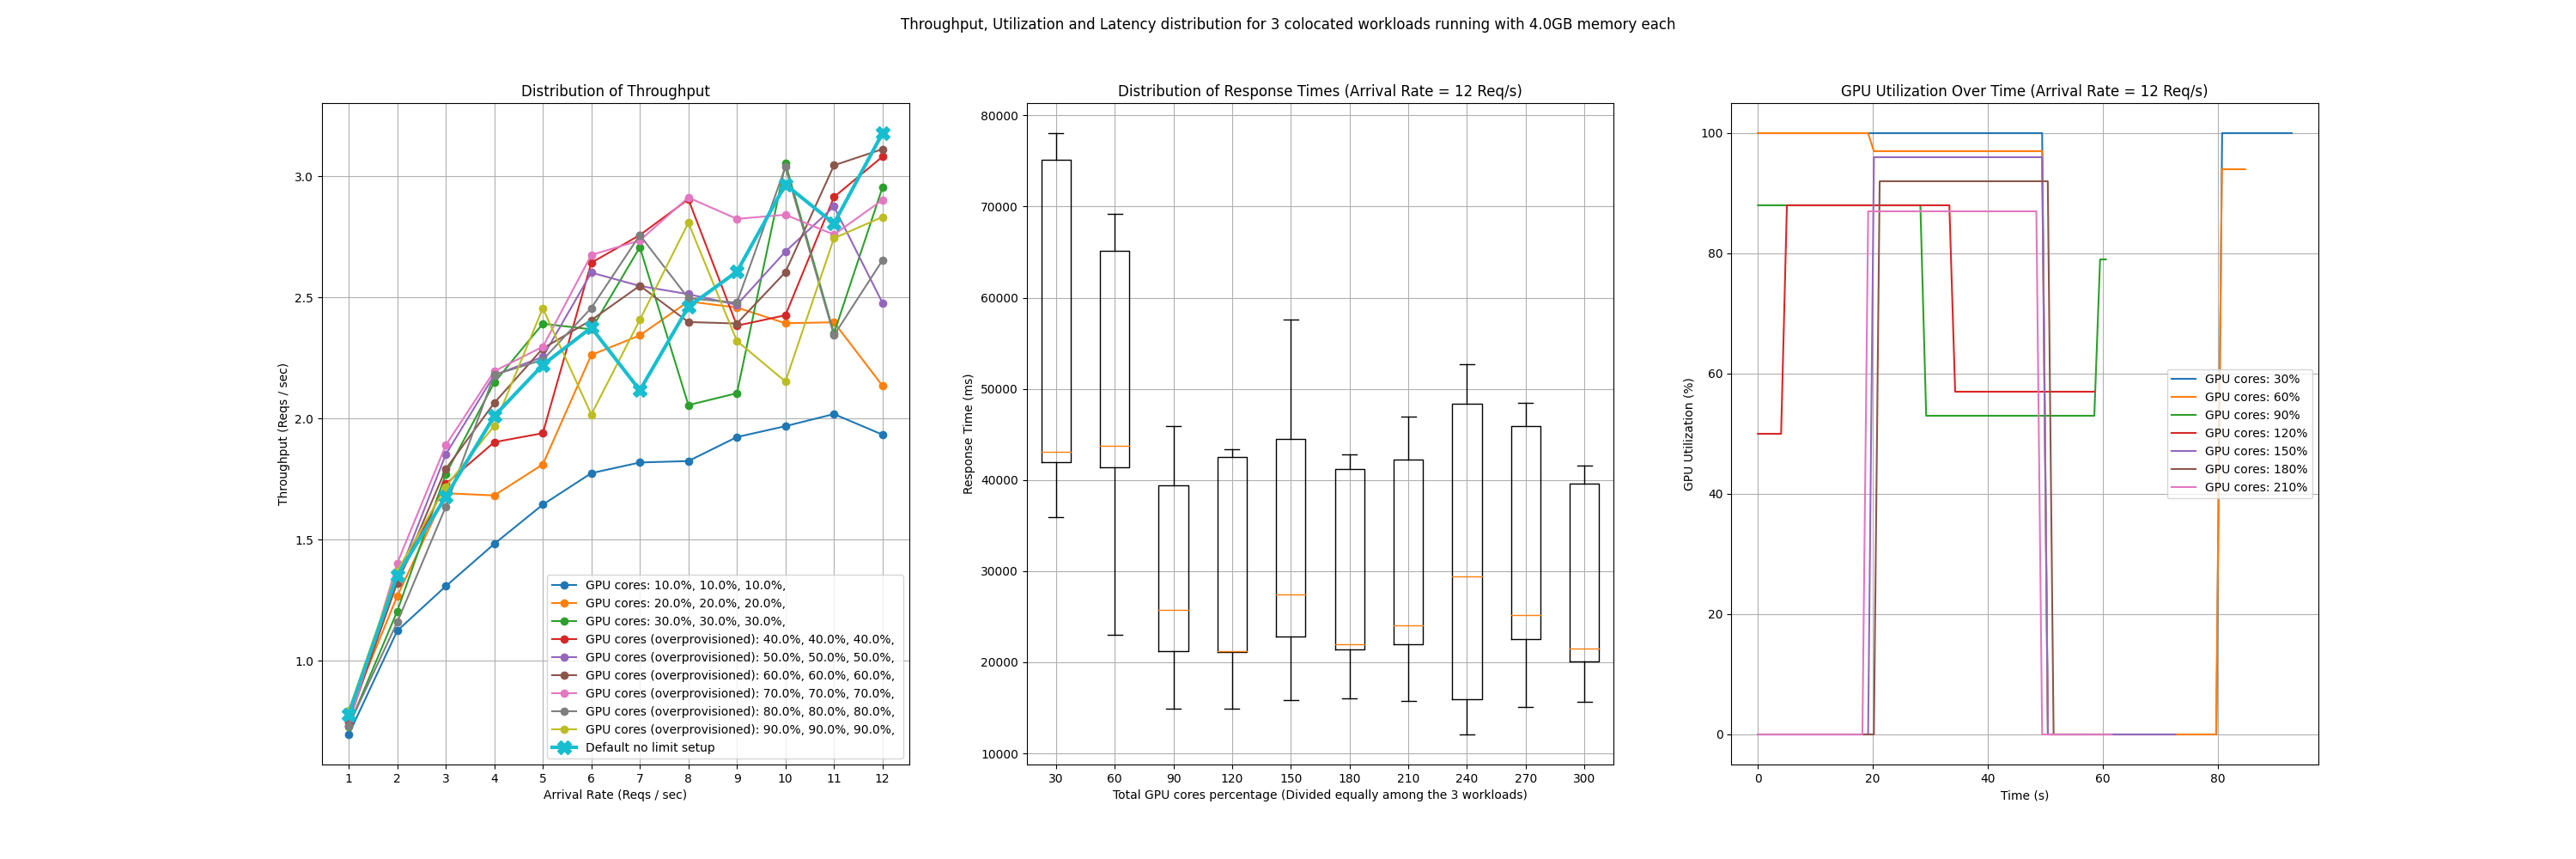 Throughput, Utilization and Latency distribution for 3 colocated workloads running with 4.0GB memory each
Distribution of Throughput
Throughput (Reqs / sec)
3.0
2.5
2.0
1.5
1.0
GPU cores: 10.0%, 10.0%, 10.0%,
GPU cores: 20.0%, 20.0%, 20.0%,
GPU cores: 30.0%, 30.0%, 30.0%,
GPU cores (overprovisioned): 40.0%, 40.0%, 40.0%,
GPU cores (overprovisioned): 50.0%, 50.0%, 50.0%,
GPU cores (overprovisioned): 60.0%, 60.0%, 60.0%,
GPU cores (overprovisioned): 70.0%, 70.0%, 70.0%,
GPU cores (overprovisioned): 80.0%, 80.0%, 80.0%,
GPU cores (overprovisioned): 90.0%, 90.0%, 90.0%,
Default no limit setup
1 2 3 4 5 6 7 8 9 10 11 12
Arrival Rate (Reqs / sec)
Distribution of Response Times (Arrival Rate = 12 Req/s)
Response Time (ms)
80000
70000
60000
50000
40000
30000
20000
10000
30 60 90 120 150 180 210 240 270 300
Total GPU cores percentage (Divided equally among the 3 workloads)
GPU Utilization Over Time (Arrival Rate = 12 Req/s)
GPU Utilization (%)
100
80
60
40
20
0
GPU cores: 30%
GPU cores: 60%
GPU cores: 90%
GPU cores: 120%
GPU cores: 150%
GPU cores: 180%
GPU cores: 210%
0 20 40 60 80
Time (s)